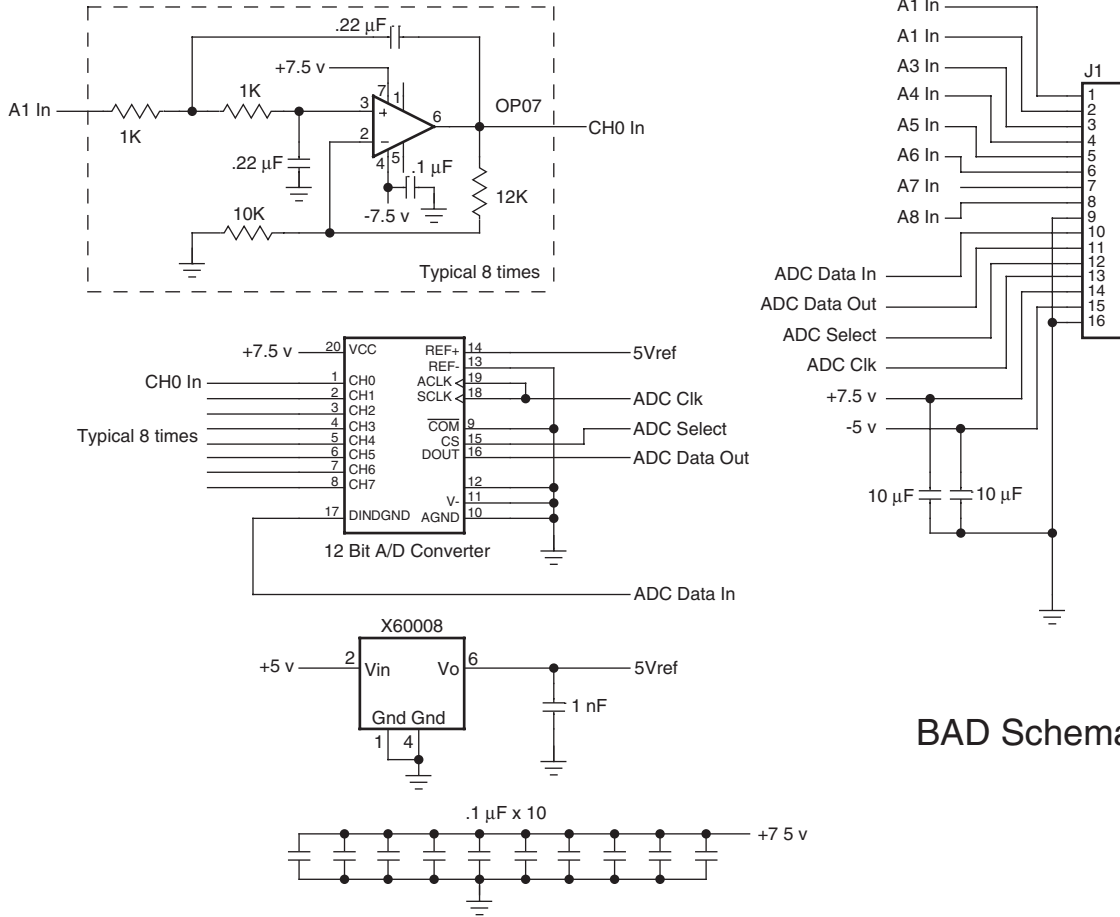 .22 µF
+7.5 v
7
1
OP07
A1 In
1K
1K
3
+
6
CH0 In
2
−
4
5
.22 µF
.1 µF
-7.5 v
12K
10K
Typical 8 times
+7.5 v
20
VCC
REF+
14
5Vref
REF-
13
CH0 In
1
CH0
ACLK
19
2
CH1
SCLK
18
ADC Clk
3
CH2
4
CH3
COM
9
ADC Select
Typical 8 times
5
CH4
CS
15
6
CH5
DOUT
16
ADC Data Out
7
CH6
8
CH7
12
V-
11
17
DINDGND
AGND
10
12 Bit A/D Converter
ADC Data In
X60008
+5 v
2
Vin
Vo
6
5Vref
Gnd Gnd
1
4
1 nF
.1 µF x 10
+7 5 v
A1 In
A1 In
A3 In
A4 In
A5 In
A6 In
A7 In
A8 In
J1
1
2
3
4
5
6
7
8
9
10
11
12
13
14
15
16
ADC Data In
ADC Data Out
ADC Select
ADC Clk
+7.5 v
-5 v
10 µF
10 µF
BAD Schema